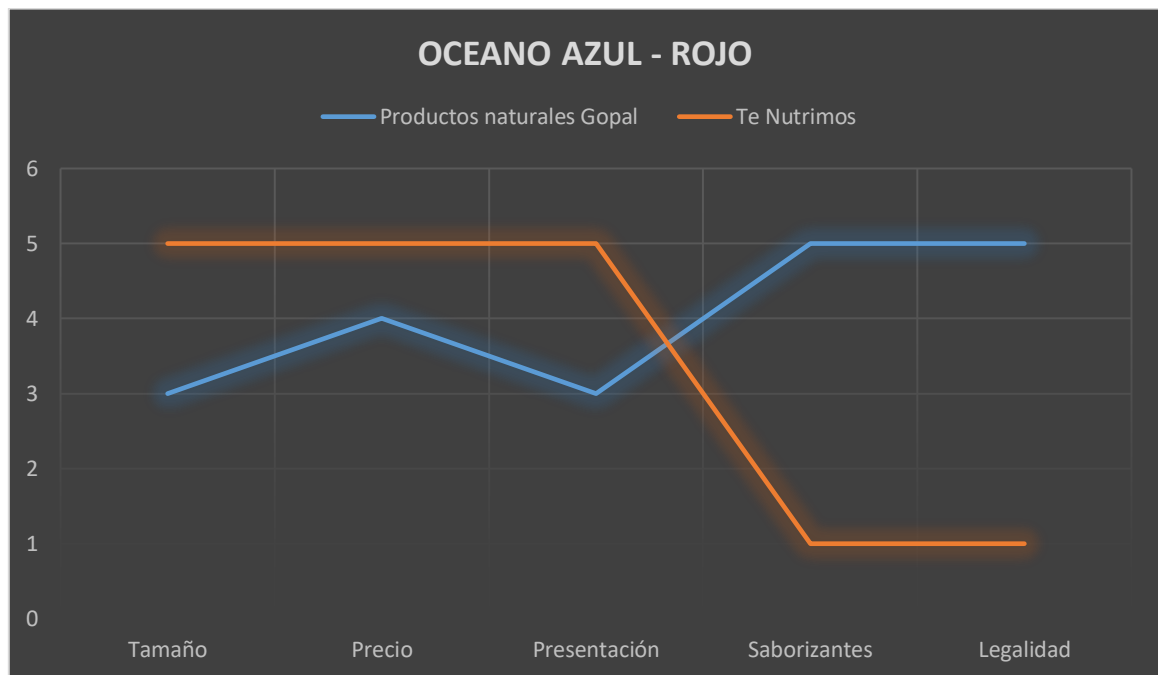 OCEANO AZUL - ROJO
Productos naturales Gopal Te Nutrimos
6
5
4
3
2
1
0
Tamaño Precio Presentación Saborizantes Legalidad